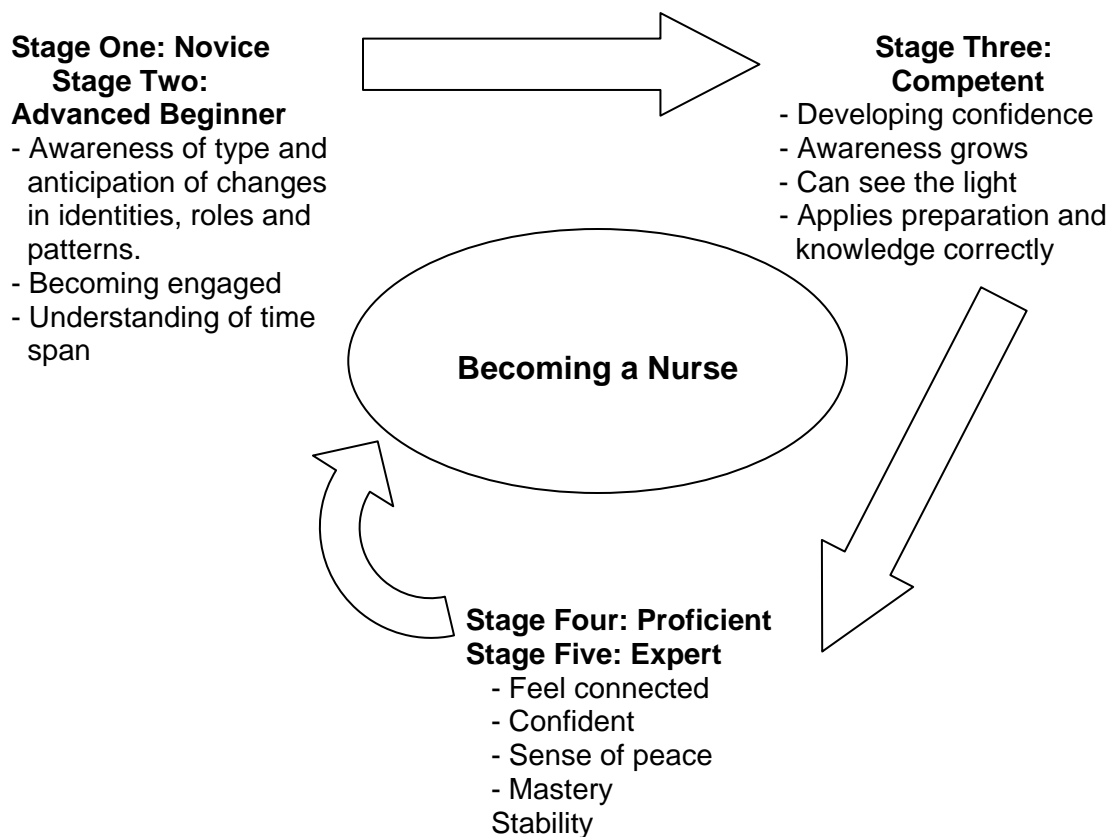 Stage One: Novice
Stage Two:
Advanced Beginner
- Awareness of type and
anticipation of changes
in identities, roles and
patterns.
- Becoming engaged
- Understanding of time
span
Stage Three:
Competent
- Developing confidence
- Awareness grows
- Can see the light
- Applies preparation and
knowledge correctly
Becoming a Nurse
Stage Four: Proficient
Stage Five: Expert
- Feel connected
- Confident
- Sense of peace
- Mastery
Stability